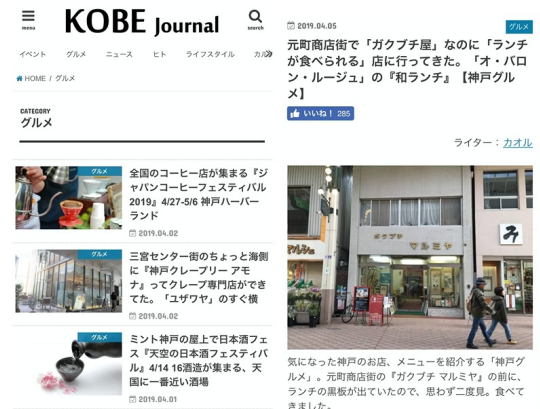 menu
KOBE Journal
search
イベント グルメ ニュース ヒト ライフスタイル カル
HOME / グルメ
CATEGORY
グルメ
グルメ
全国のコーヒー店が集まる『ジ
ャパンコーヒーフェスティバル
2019』4/27-5/6 神戸ハーバー
ランド
2019.04.02
グルメ
三宮センター街のちょっと海側
に『神戸クレープリー アモ
ナ』ってクレープ専門店ができ
てた。「ユザワヤ」のすぐ横
2019.04.02
グルメ
ミント神戸の屋上で日本酒フェ
ス『天空の日本酒フェスティバ
ル』4/14 16酒造が集まる、天
国に一番近い酒場
2019.04.01
2019.04.05
グルメ
元町商店街で「ガクブチ屋」なのに「ランチ
が食べられる」店に行ってきた。「オ・バロ
ン・ルージュ」の『和ランチ』【神戸グル
メ】
いいね! 285
ライター： カオル
ガクブチ
マルミヤ
み
気になった神戸のお店、メニューを紹介する「神戸グ
ルメ」。元町商店街の『ガクブチ マルミヤ』の前に、
ランチの黒板が出ていたので、思わず二度見。食べて
きました。